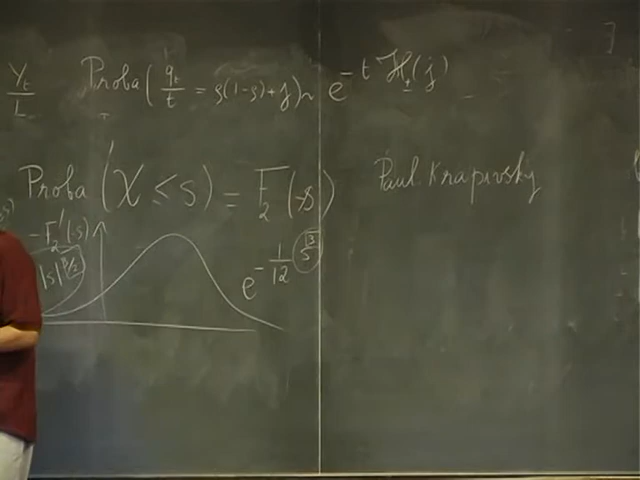 Y_t / L
Proba ( q_t / t = ρ(1-ρ) + j ) ~ e^{-t ℋ_+(j)}
Proba ( χ ≤ s ) = F_2(-s)
Paul. Krapivsky
-F_2'(-s)
|s|^{3/2}
e^{-1/12 s^3}